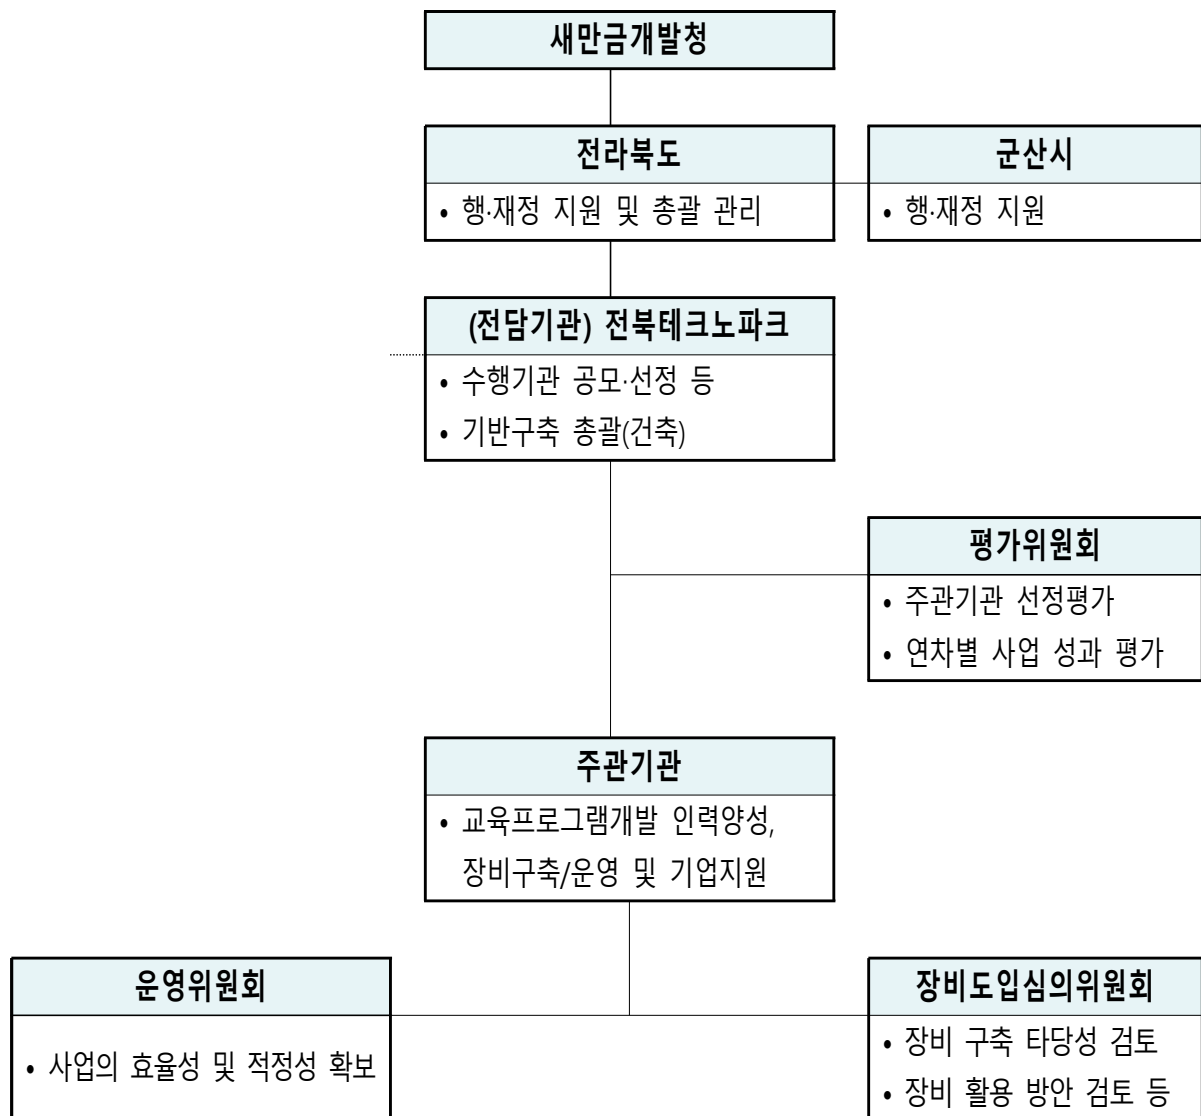 새만금개발청
전라북도
• 행·재정 지원 및 총괄 관리
군산시
• 행·재정 지원
(전담기관) 전북테크노파크
• 수행기관 공모·선정 등
• 기반구축 총괄(건축)
평가위원회
• 주관기관 선정평가
• 연차별 사업 성과 평가
주관기관
• 교육프로그램개발 인력양성,
장비구축/운영 및 기업지원
운영위원회
• 사업의 효율성 및 적정성 확보
장비도입심의위원회
• 장비 구축 타당성 검토
• 장비 활용 방안 검토 등